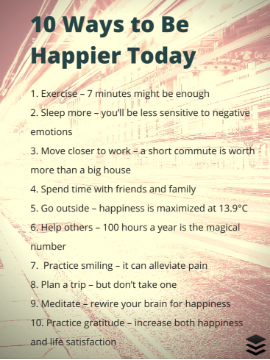 10 Ways to Be
Happier Today
1. Exercise – 7 minutes might be enough
2. Sleep more – you'll be less sensitive to negative
emotions
3. Move closer to work – a short commute is worth
more than a big house
4. Spend time with friends and family
5. Go outside – happiness is maximized at 13.9°C
6. Help others – 100 hours a year is the magical
number
7. Practice smiling – it can alleviate pain
8. Plan a trip – but don't take one
9. Meditate – rewire your brain for happiness
10. Practice gratitude – increase both happiness
and life satisfaction